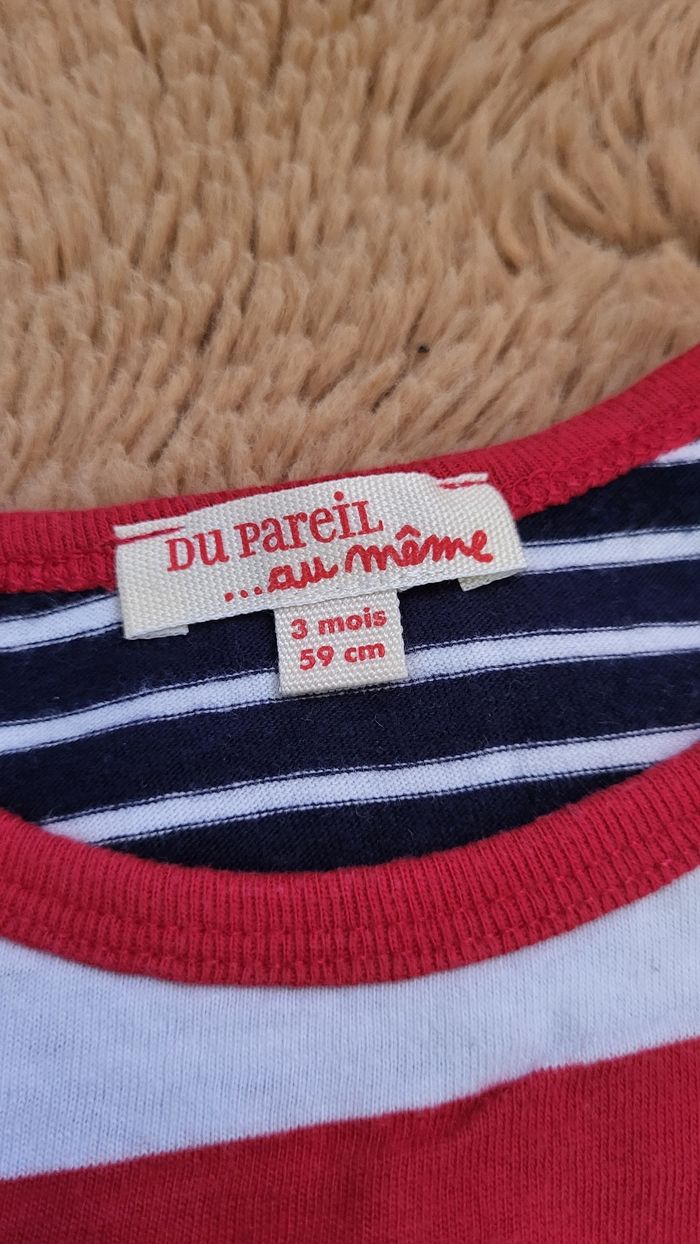 DU PAREIL
...au même
3 mois
59 cm